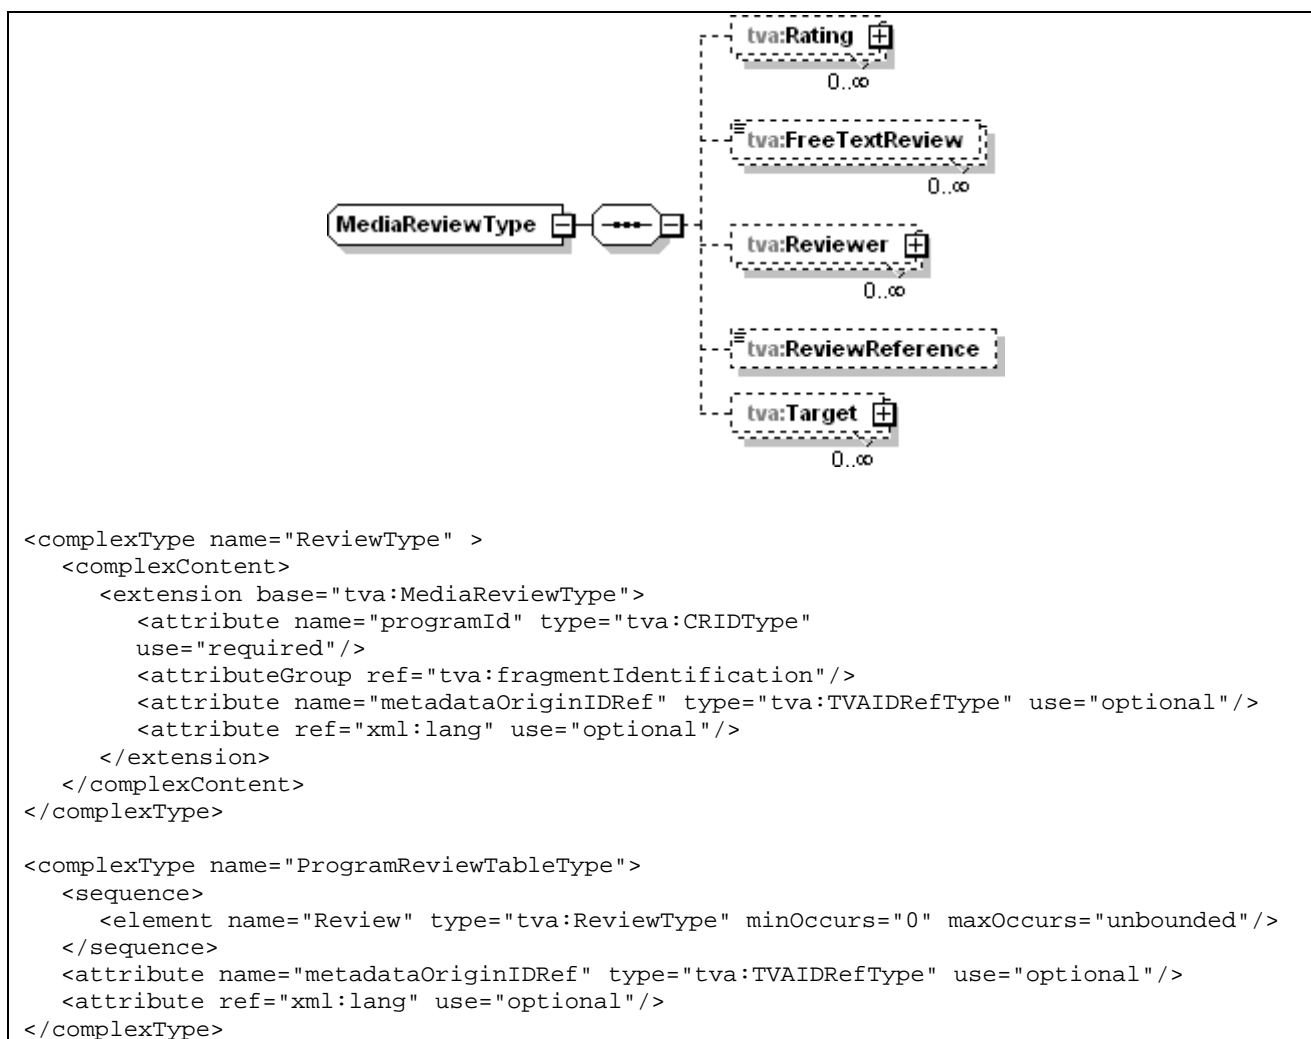 tva:Rating
0..∞
tva:FreeTextReview
0..∞
MediaReviewType
tva:Reviewer
0..∞
tva:ReviewReference
tva:Target
0..∞
<complexType name="ReviewType" >
<complexContent>
<extension base="tva:MediaReviewType">
<attribute name="programId" type="tva:CRIDType"
use="required"/>
<attributeGroup ref="tva:fragmentIdentification"/>
<attribute name="metadataOriginIDRef" type="tva:TVAIDRefType" use="optional"/>
<attribute ref="xml:lang" use="optional"/>
</extension>
</complexContent>
</complexType>
<complexType name="ProgramReviewTableType">
<sequence>
<element name="Review" type="tva:ReviewType" minOccurs="0" maxOccurs="unbounded"/>
</sequence>
<attribute name="metadataOriginIDRef" type="tva:TVAIDRefType" use="optional"/>
<attribute ref="xml:lang" use="optional"/>
</complexType>